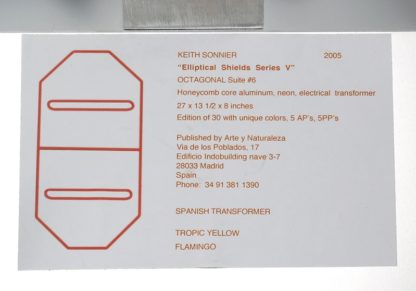 KEITH SONNIER 2005
"Elliptical Shields Series V"
OCTAGONAL Suite #6
Honeycomb core aluminum, neon, electrical transformer
27 x 13 1/2 x 8 inches
Edition of 30 with unique colors, 5 AP's, 5PP's
Published by Arte y Naturaleza
Via de los Poblados, 17
Edificio Indobuilding nave 3-7
28033 Madrid
Spain
Phone: 34 91 381 1390
SPANISH TRANSFORMER
TROPIC YELLOW
FLAMINGO